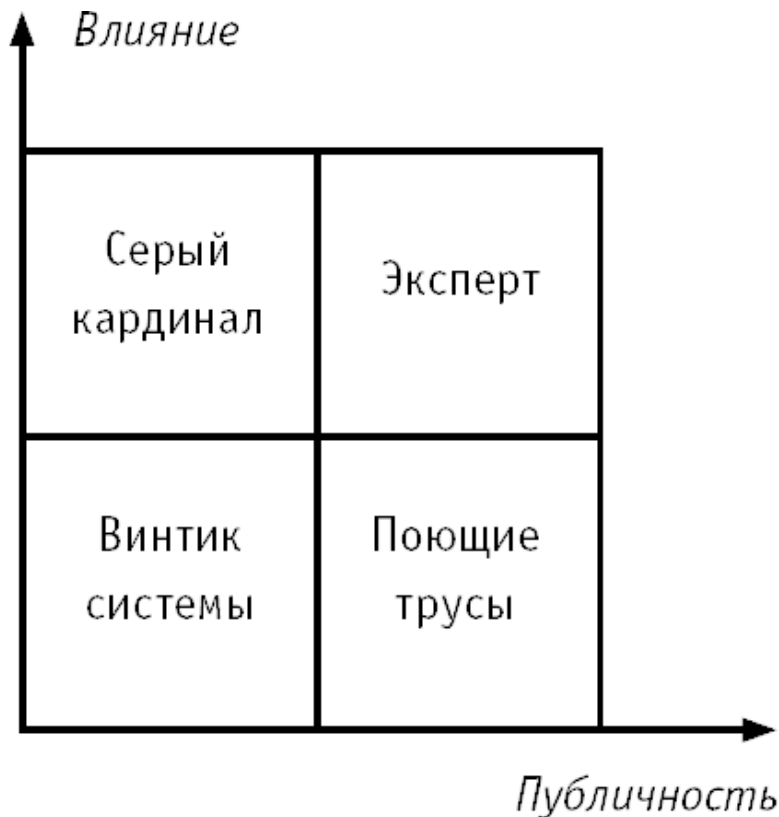 Влияние
Серый
кардинал
Эксперт
Винтик
системы
Поющие
трусы
Публичность